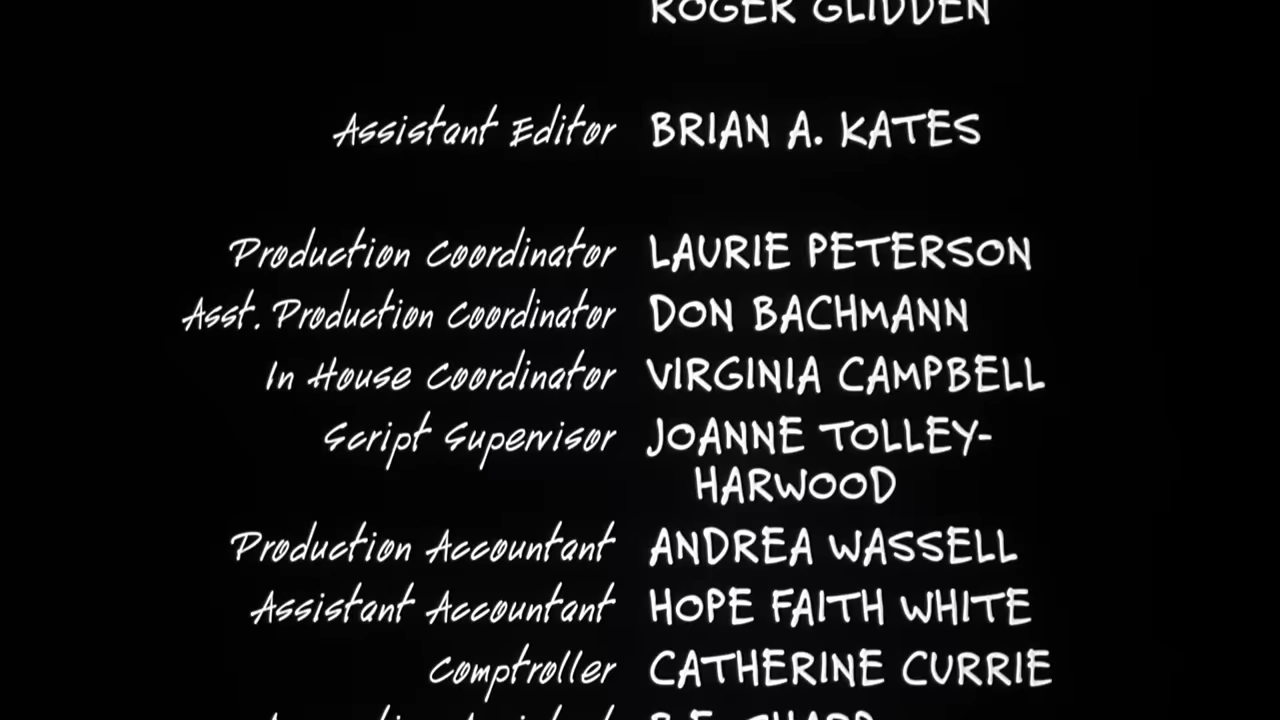 ROGER GLIDDEN
Assistant Editor BRIAN A. KATES
Production Coordinator LAURIE PETERSON
Asst. Production Coordinator DON BACHMANN
In House Coordinator VIRGINIA CAMPBELL
Script Supervisor JOANNE TOLLEY-
HARWOOD
Production Accountant ANDREA WASSELL
Assistant Accountant HOPE FAITH WHITE
Comptroller CATHERINE CURRIE